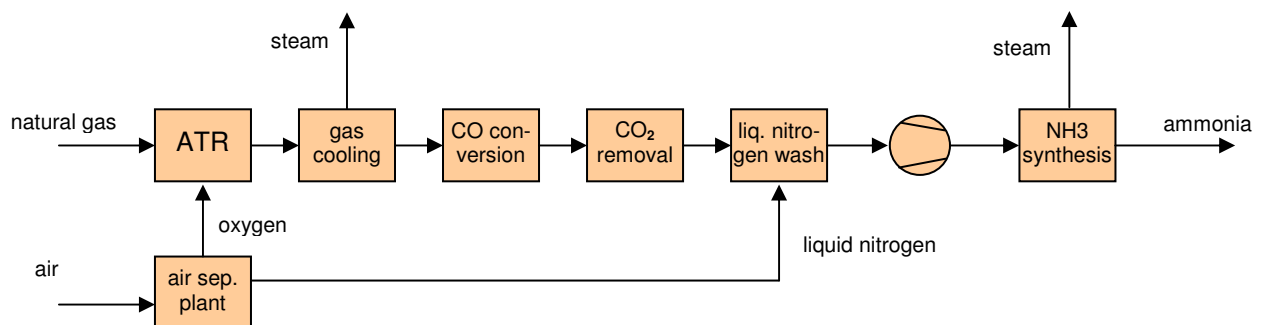 steam
steam
natural gas
ATR
gas
cooling
CO con-
version
CO₂
removal
liq. nitro-
gen wash
NH3
synthesis
ammonia
oxygen
liquid nitrogen
air
air sep.
plant